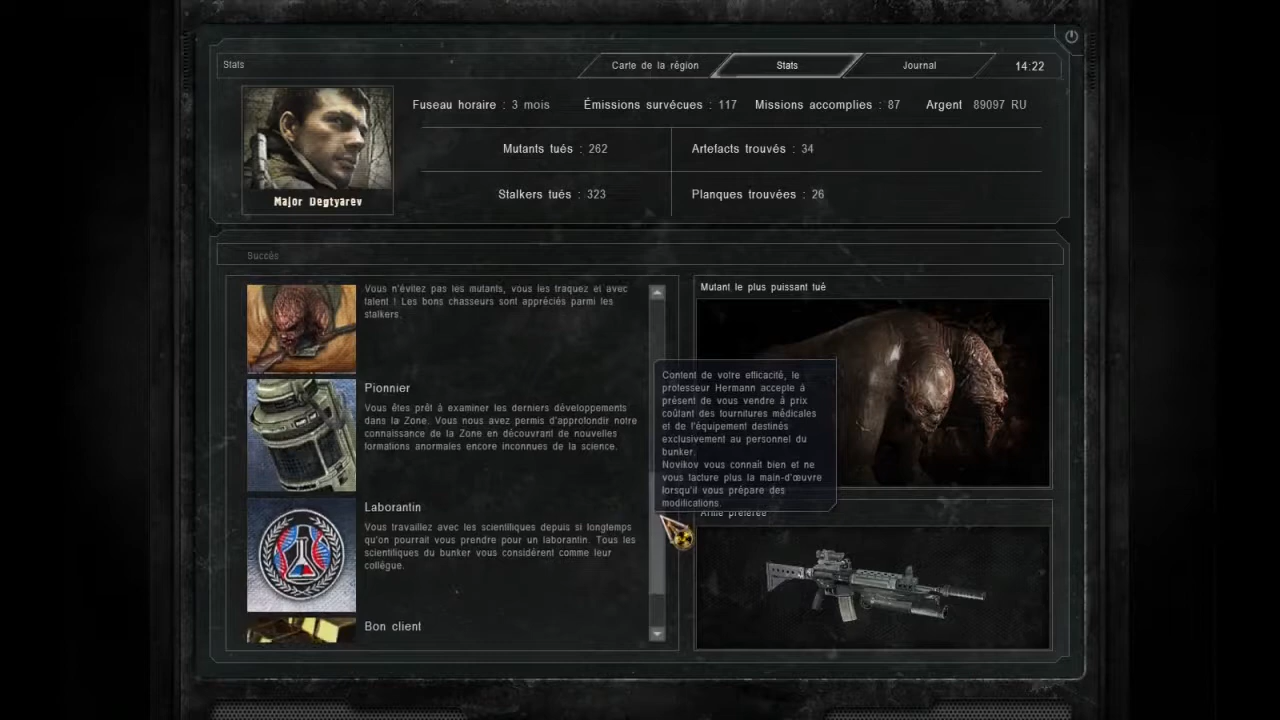 Stats
Carte de la région
Stats
Journal
14:22
Fuseau horaire : 3 mois
Émissions survécues : 117
Missions accomplies : 87
Argent 89097 RU
Mutants tués : 262
Artefacts trouvés : 34
Stalkers tués : 323
Planques trouvées : 26
Major Degtyarev
Succès
Vous n'évitez pas les mutants, vous les traquez et avec
talent ! Les bons chasseurs sont appréciés parmi les
stalkers.
Pionnier
Vous êtes prêt à examiner les derniers développements
dans la Zone. Vous nous avez permis d'approfondir notre
connaissance de la Zone en découvrant de nouvelles
formations anormales encore inconnues de la science.
Laborantin
Vous travaillez avec les scientifiques depuis si longtemps
qu'on pourrait vous prendre pour un laborantin. Tous les
scientifiques du bunker vous considèrent comme leur
collègue.
Bon client
Mutant le plus puissant tué
Content de votre efficacité, le
professeur Hermann accepte à
présent de vous vendre à prix
coûtant des fournitures médicales
et de l'équipement destinés
exclusivement au personnel du
bunker.
Novikov vous connaît bien et ne
vous facture plus la main-d'œuvre
lorsqu'il vous prépare des
modifications.
Arme préférée